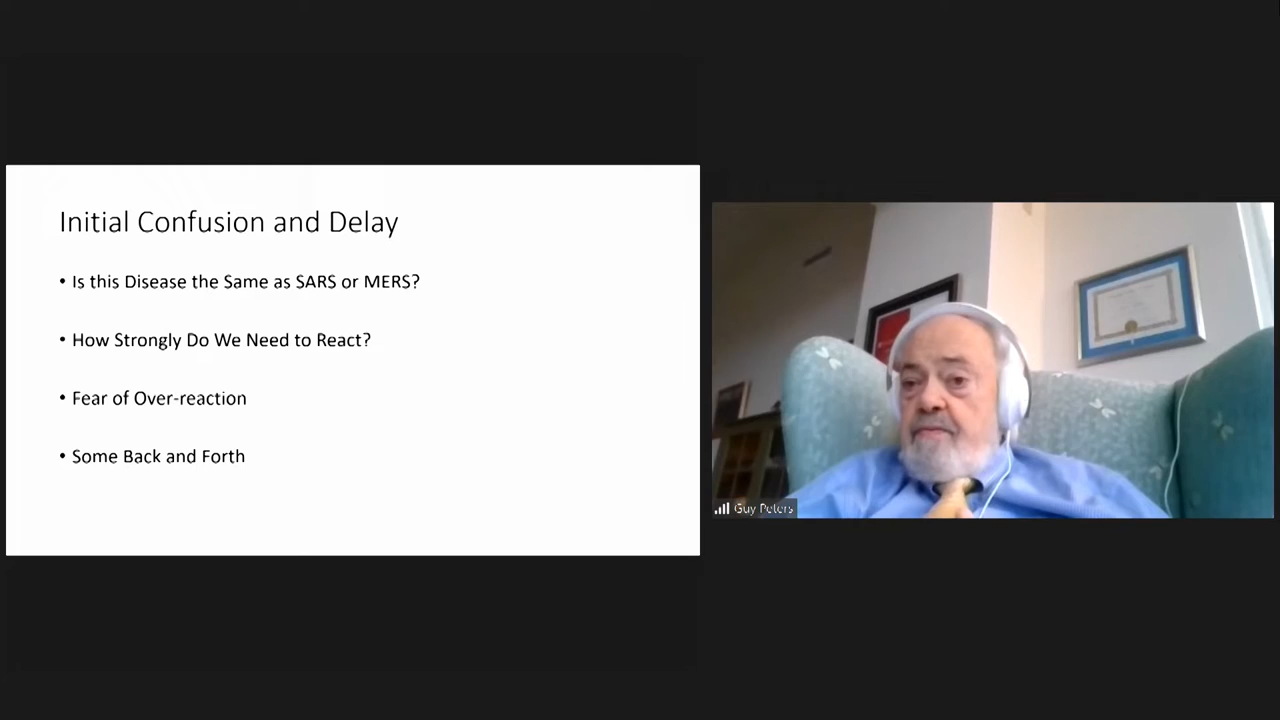 Initial Confusion and Delay
• Is this Disease the Same as SARS or MERS?
• How Strongly Do We Need to React?
• Fear of Over-reaction
• Some Back and Forth
Guy Peters